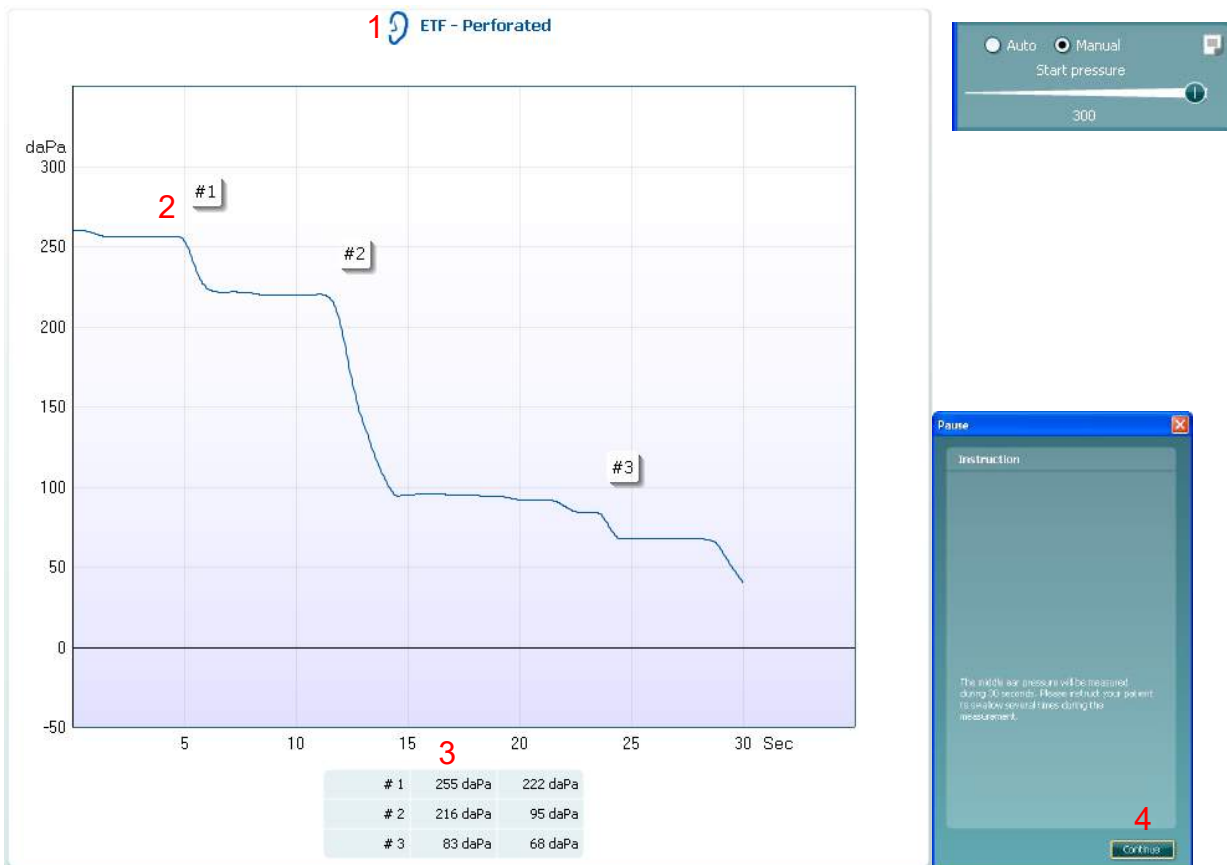 1 ETF - Perforated
Auto Manual
Start pressure
300
daPa
300
250
200
150
100
50
0
-50
2
#1
#2
#3
5 10 15 20 25 30 Sec
3
# 1 255 daPa 222 daPa
# 2 216 daPa 95 daPa
# 3 83 daPa 68 daPa
Pause
Instruction
The middle ear pressure will be measured
during 30 seconds. Please instruct your patient
to swallow several times during the
measurement.
4
Continue